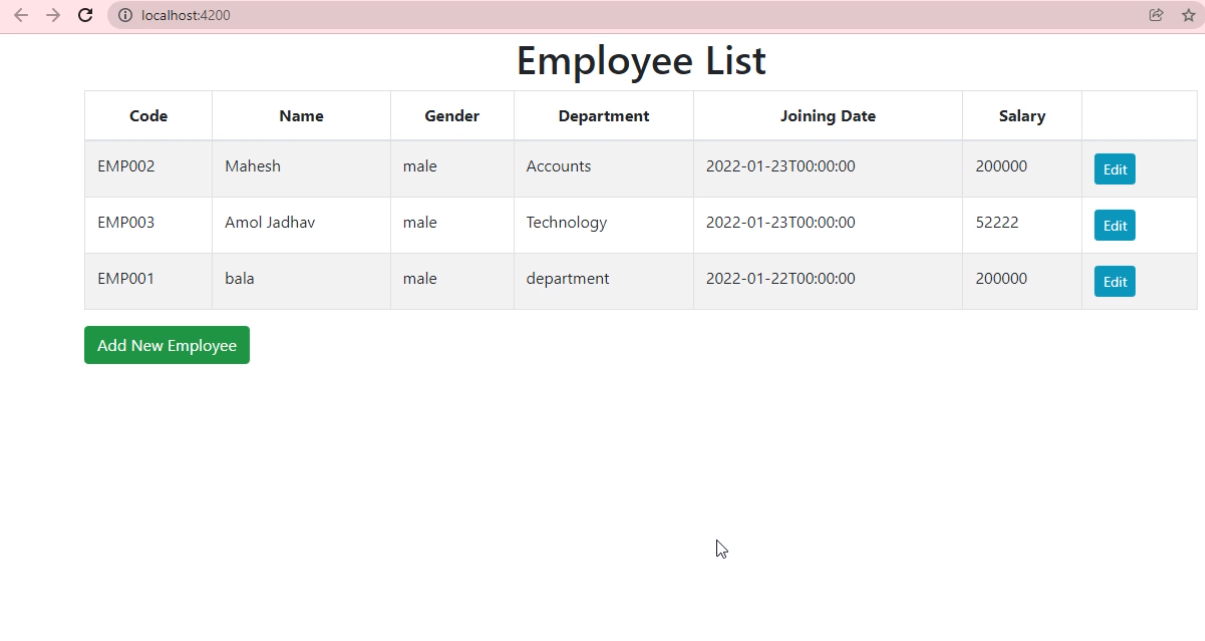 localhost:4200
Employee List
Code Name Gender Department Joining Date Salary
EMP002 Mahesh male Accounts 2022-01-23T00:00:00 200000 Edit
EMP003 Amol Jadhav male Technology 2022-01-23T00:00:00 52222 Edit
EMP001 bala male department 2022-01-22T00:00:00 200000 Edit
Add New Employee